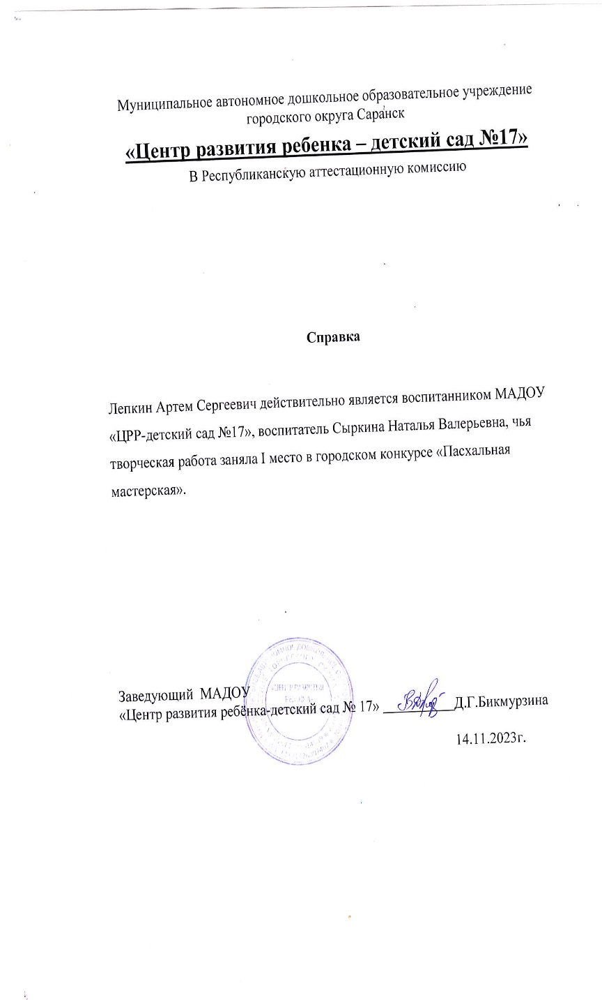 Муниципальное автономное дошкольное образовательное учреждение
городского округа Саранск
«Центр развития ребенка – детский сад №17»
В Республиканскую аттестационную комиссию
Справка
Лепкин Артем Сергеевич действительно является воспитанником МАДОУ
«ЦРР-детский сад №17», воспитатель Сыркина Наталья Валерьевна, чья
творческая работа заняла I место в городском конкурсе «Пасхальная
мастерская».
Заведующий МАДОУ
«Центр развития ребёнка-детский сад № 17» __________Д.Г.Бикмурзина
14.11.2023г.